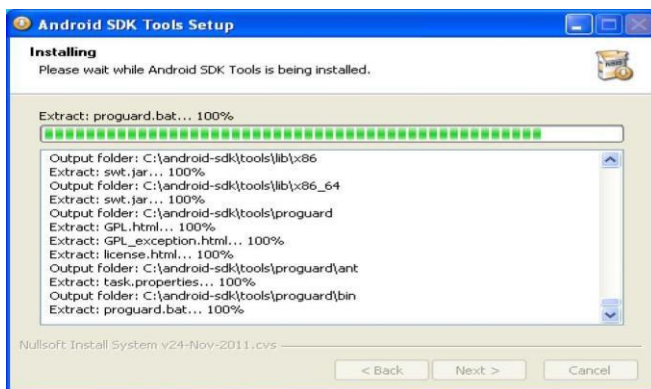 Android SDK Tools Setup
Installing
Please wait while Android SDK Tools is being installed.
Extract: proguard.bat... 100%
Output folder: C:\android-sdk\tools\lib\x86
Extract: swt.jar... 100%
Output folder: C:\android-sdk\tools\lib\x86_64
Extract: swt.jar... 100%
Output folder: C:\android-sdk\tools\proguard
Extract: GPL.html... 100%
Extract: GPL_exception.html... 100%
Extract: license.html... 100%
Output folder: C:\android-sdk\tools\proguard\ant
Extract: task.properties... 100%
Output folder: C:\android-sdk\tools\proguard\bin
Extract: proguard.bat... 100%
Nullsoft Install System v24-Nov-2011.cvs
< Back Next > Cancel